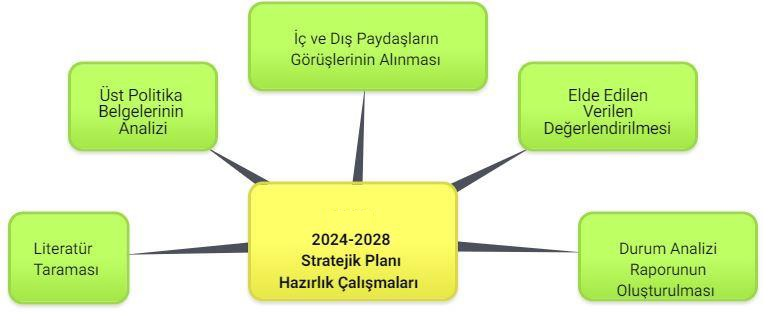 İç ve Dış Paydaşların
Görüşlerinin Alınması
Üst Politika
Belgelerinin
Analizi
Elde Edilen
Verilen
Değerlendirilmesi
Literatür
Taraması
2024-2028
Stratejik Planı
Hazırlık Çalışmaları
Durum Analizi
Raporunun
Oluşturulması